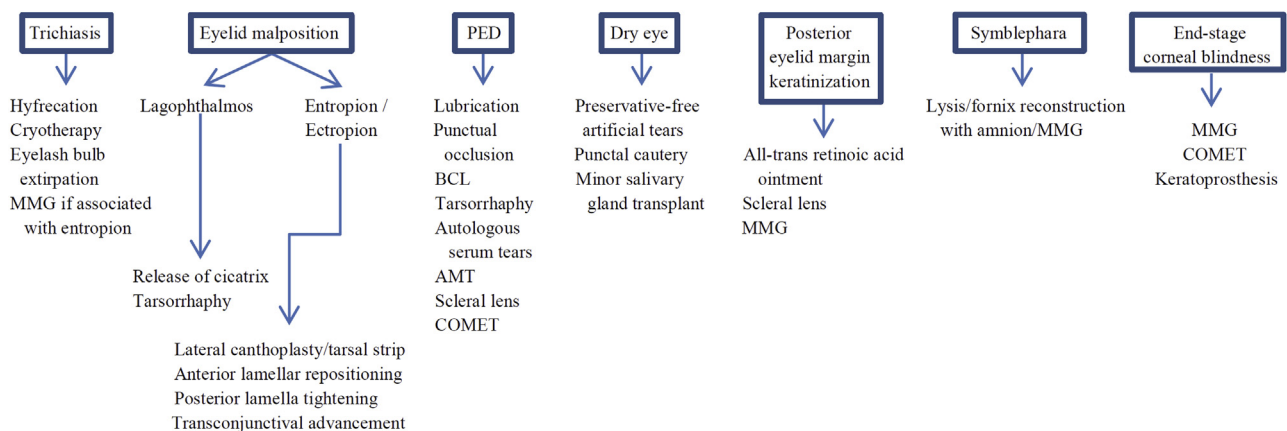 Trichiasis
Hyfrecation
Cryotherapy
Eyelash bulb
extirpation
MMG if associated
with entropion
Eyelid malposition
Lagophthalmos
Release of cicatrix
Tarsorrhaphy
Entropion /
Ectropion
Lateral canthoplasty/tarsal strip
Anterior lamellar repositioning
Posterior lamella tightening
Transconjunctival advancement
PED
Lubrication
Punctual
occlusion
BCL
Tarsorrhaphy
Autologous
serum tears
AMT
Scleral lens
COMET
Dry eye
Preservative-free
artificial tears
Punctal cautery
Minor salivary
gland transplant
Posterior
eyelid margin
keratinization
All-trans retinoic acid
ointment
Scleral lens
MMG
Symblephara
Lysis/fornix reconstruction
with amnion/MMG
End-stage
corneal blindness
MMG
COMET
Keratoprosthesis